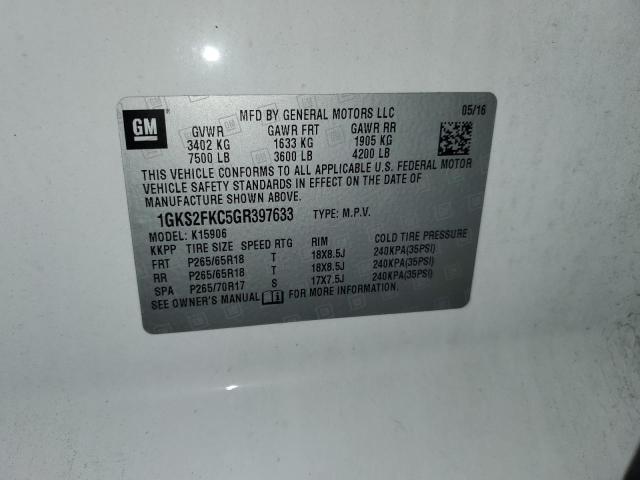 GM
MFD BY GENERAL MOTORS LLC 05/16
GVWR GAWR FRT GAWR RR
3402 KG 1633 KG 1905 KG
7500 LB 3600 LB 4200 LB
THIS VEHICLE CONFORMS TO ALL APPLICABLE U.S. FEDERAL MOTOR
VEHICLE SAFETY STANDARDS IN EFFECT ON THE DATE OF
MANUFACTURE SHOWN ABOVE.
1GKS2FKC5GR397633 TYPE: M.P.V.
MODEL: K15906
KKPP TIRE SIZE SPEED RTG RIM COLD TIRE PRESSURE
FRT P265/65R18 T 18X8.5J 240KPA(35PSI)
RR P265/65R18 T 18X8.5J 240KPA(35PSI)
SPA P265/70R17 S 17X7.5J 240KPA(35PSI)
SEE OWNER'S MANUAL FOR MORE INFORMATION.